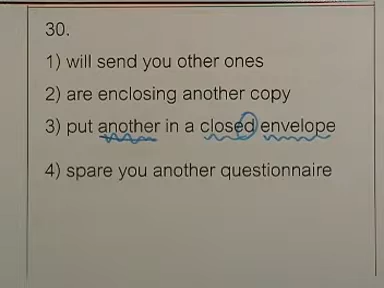 30.
1) will send you other ones
2) are enclosing another copy
3) put another in a closed envelope
4) spare you another questionnaire